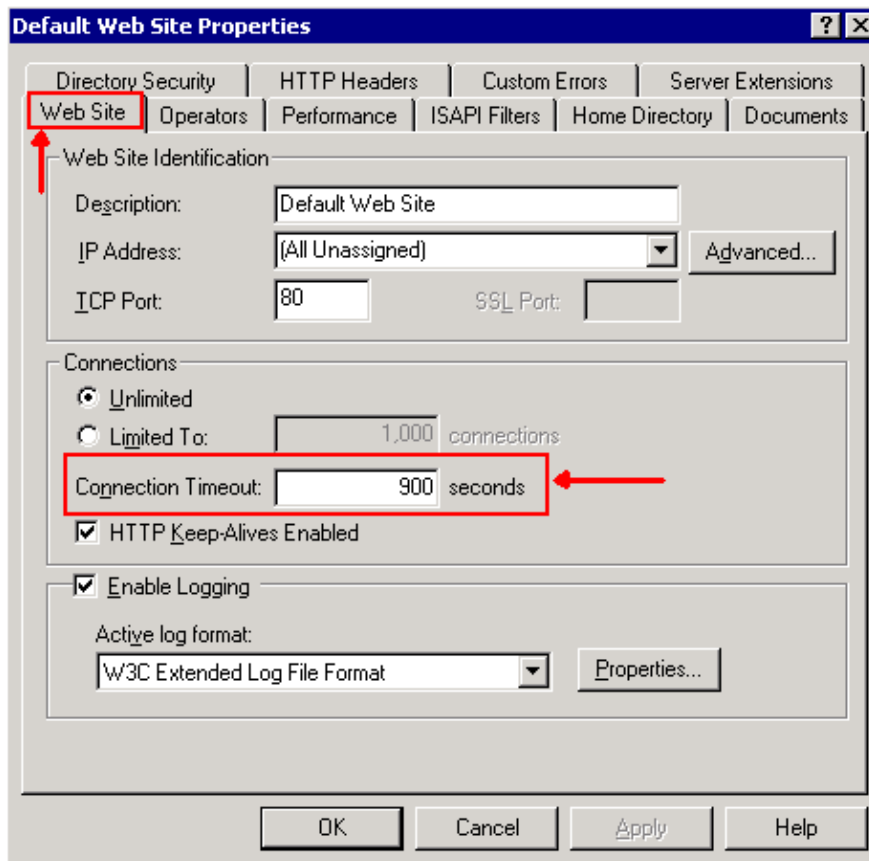 Default Web Site Properties
Directory Security HTTP Headers Custom Errors Server Extensions
Web Site Operators Performance ISAPI Filters Home Directory Documents
Web Site Identification
Description: Default Web Site
IP Address: (All Unassigned) Advanced...
TCP Port: 80 SSL Port:
Connections
Unlimited
Limited To: 1,000 connections
Connection Timeout: 900 seconds
HTTP Keep-Alives Enabled
Enable Logging
Active log format:
W3C Extended Log File Format Properties...
OK Cancel Apply Help